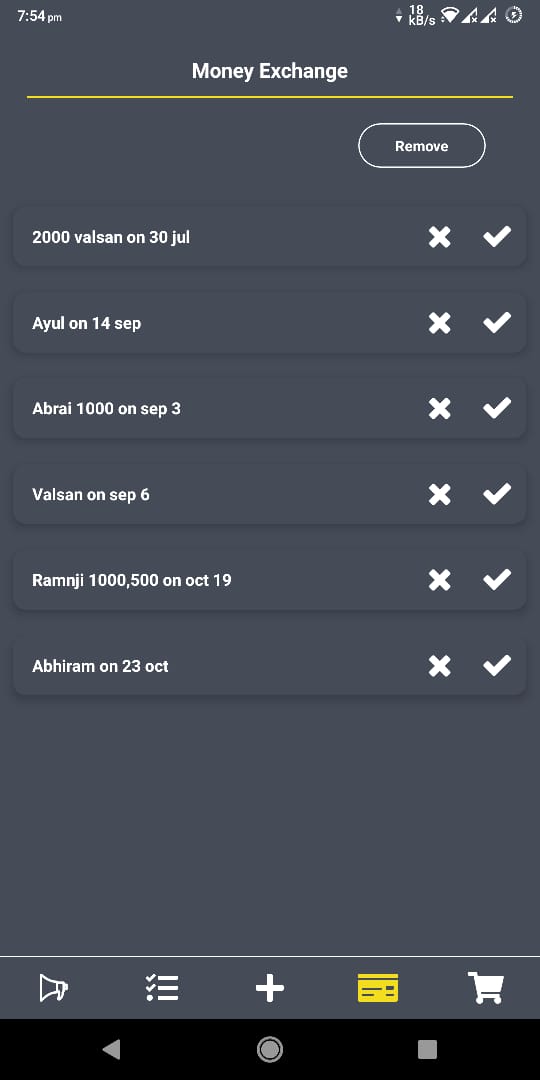 7:54 pm
18
kB/s
Money Exchange
Remove
2000 valsan on 30 jul
Ayul on 14 sep
Abrai 1000 on sep 3
Valsan on sep 6
Ramnji 1000,500 on oct 19
Abhiram on 23 oct